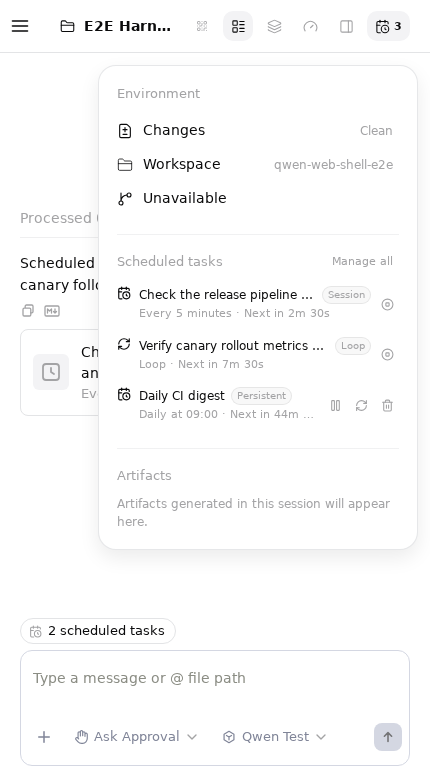 E2E Harn...
3
Environment
Changes
Clean
Workspace
qwen-web-shell-e2e
Unavailable
Processed
Scheduled tasks
Manage all
Scheduled
canary follo
Check the release pipeline ...
Session
Every 5 minutes · Next in 2m 30s
M
Verify canary rollout metrics ...
Loop
Loop · Next in 7m 30s
Ch
an
Ev
Daily CI digest
Persistent
Daily at 09:00 · Next in 44m ...
Artifacts
Artifacts generated in this session will appear
here.
2 scheduled tasks
Type a message or @ file path
Ask Approval
Qwen Test